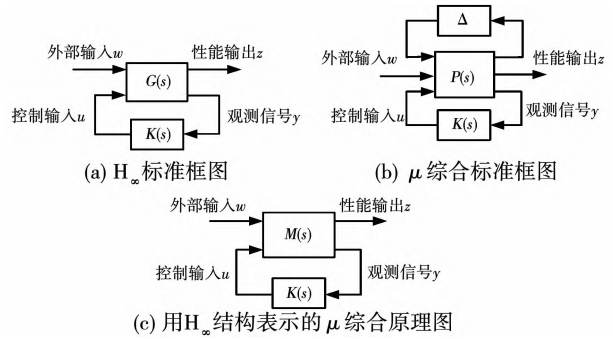 外部输入w
性能输出z
G(s)
控制输入u
观测信号y
K(s)
(a) H∞标准框图
Δ
外部输入w
性能输出z
P(s)
控制输入u
观测信号y
K(s)
(b) μ综合标准框图
外部输入w
性能输出z
M(s)
控制输入u
观测信号y
K(s)
(c) 用H∞结构表示的μ综合原理图